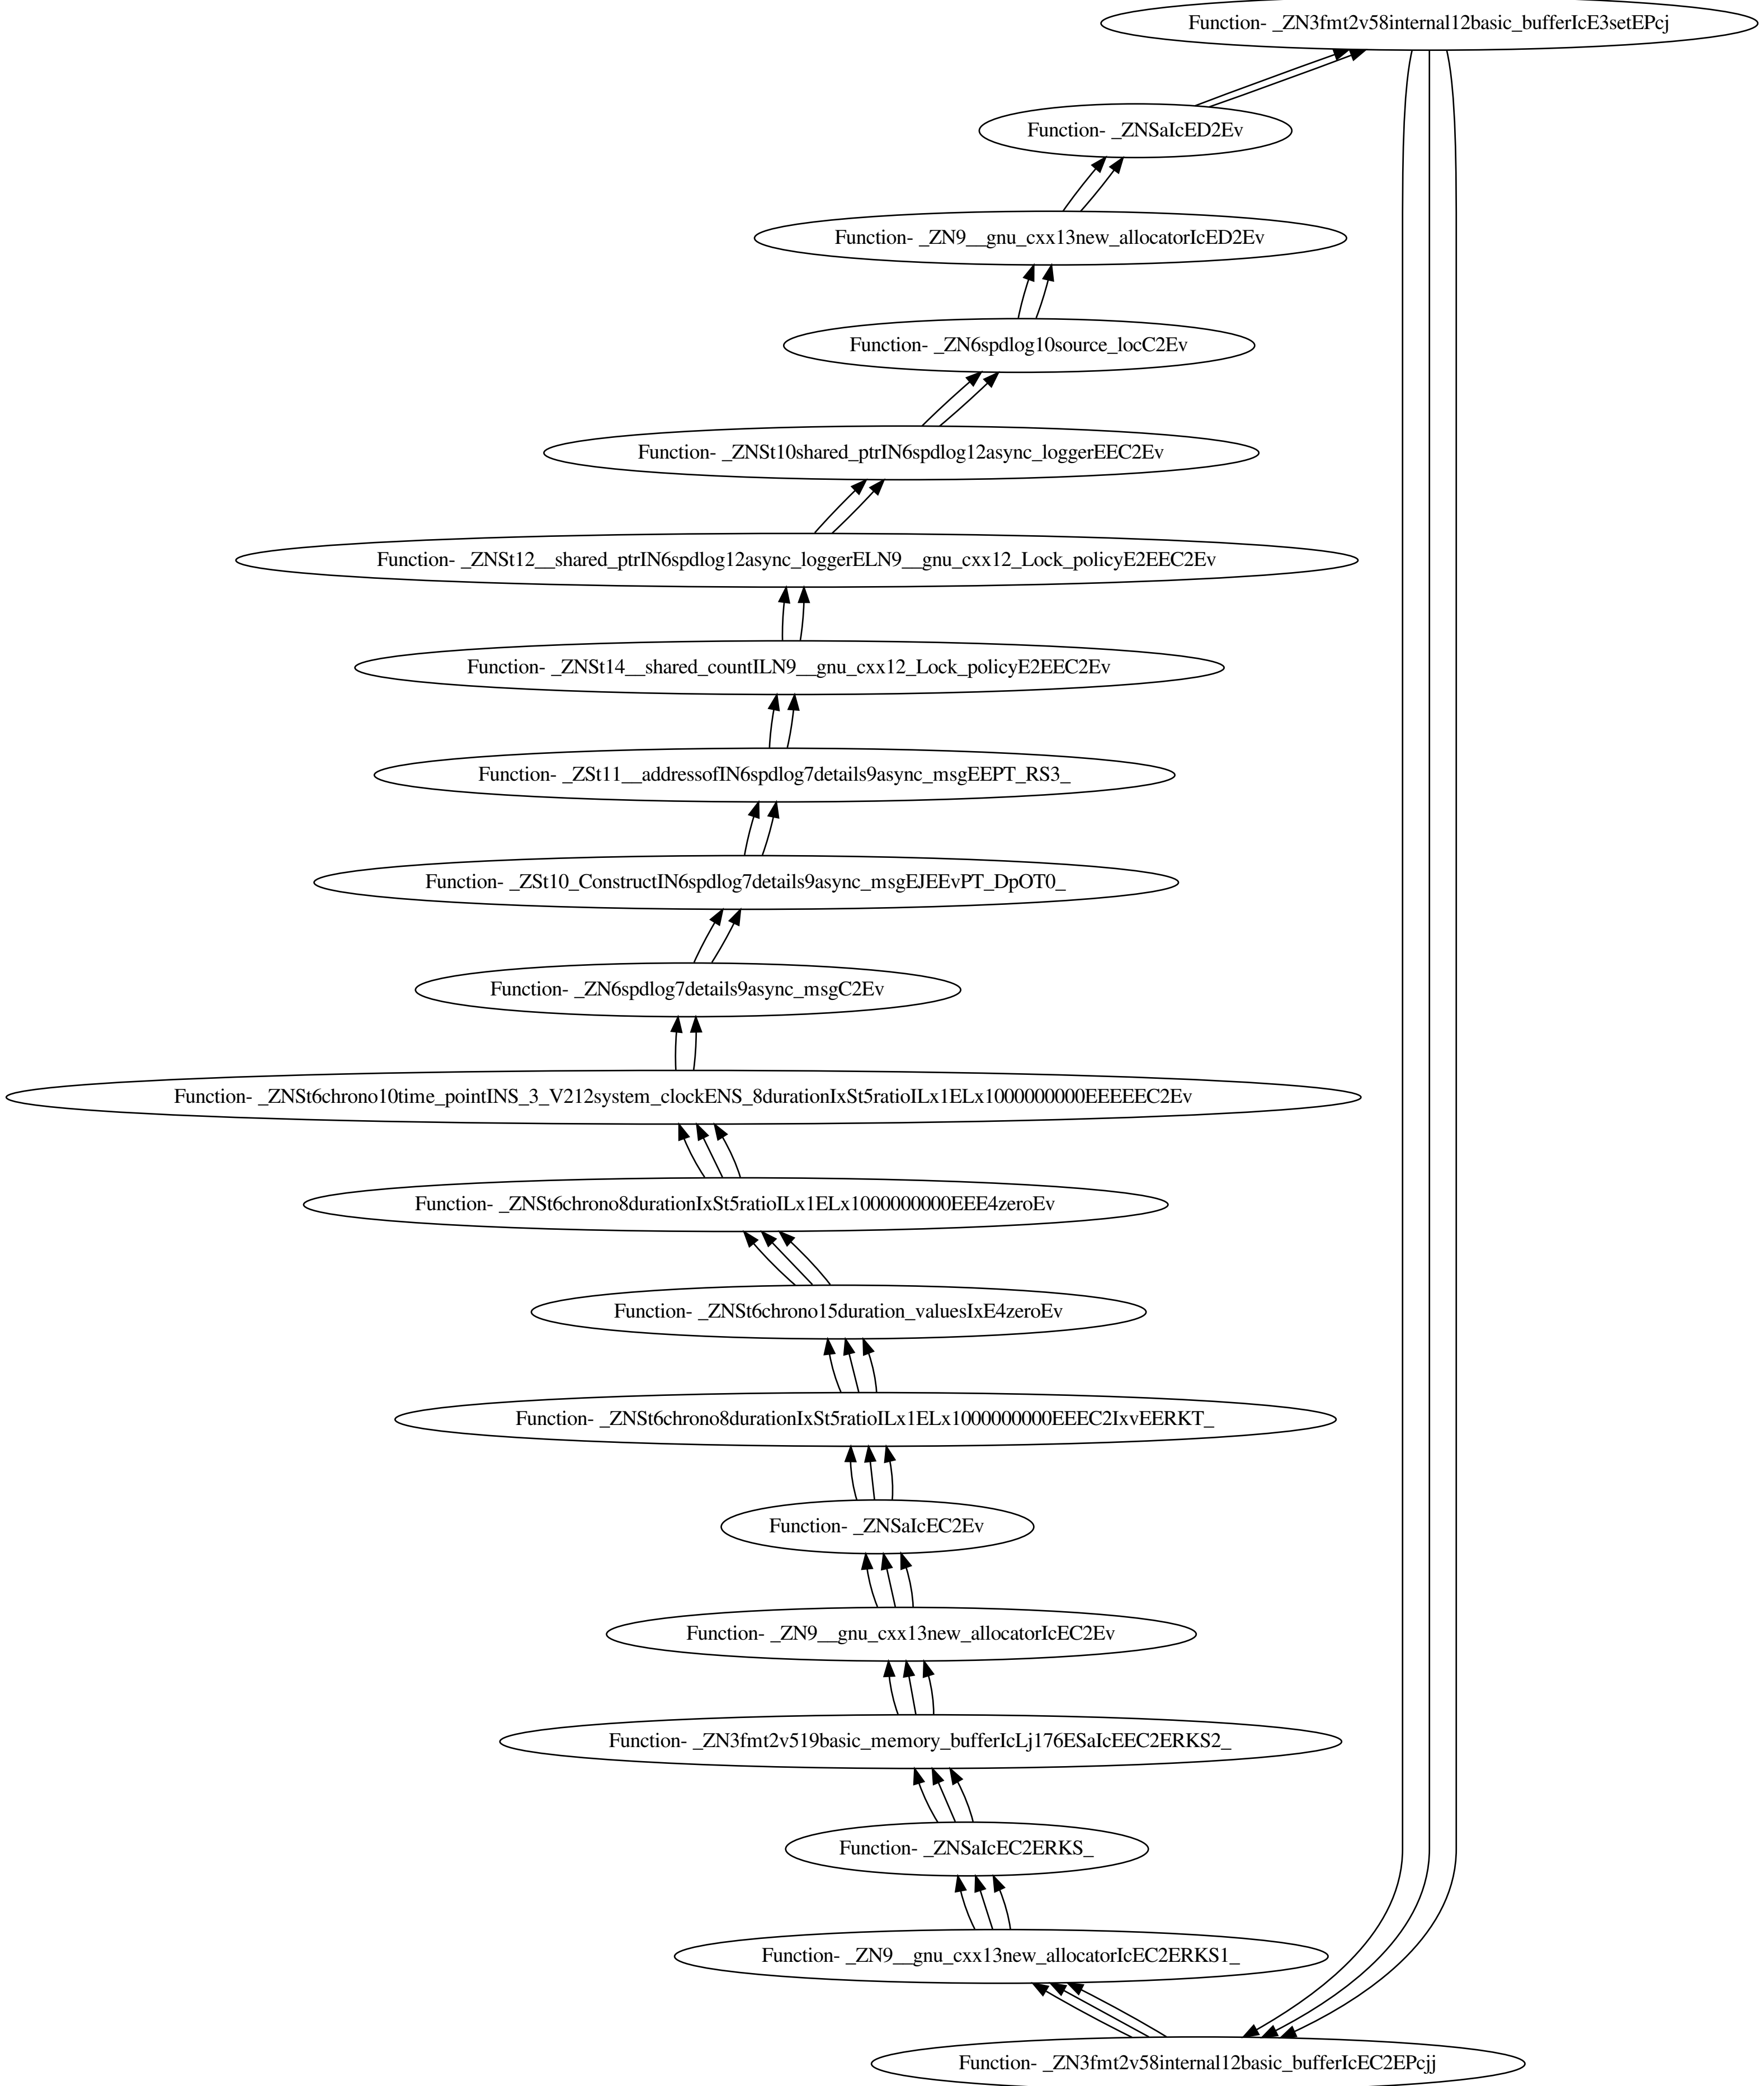 Function- _ZN3fmt2v58internal12basic_bufferIcE3setEPcj
Function- _ZNSaIcED2Ev
Function- _ZN9__gnu_cxx13new_allocatorIcED2Ev
Function- _ZN6spdlog10source_locC2Ev
Function- _ZNSt10shared_ptrIN6spdlog12async_loggerEEC2Ev
Function- _ZNSt12__shared_ptrIN6spdlog12async_loggerELN9__gnu_cxx12_Lock_policyE2EEC2Ev
Function- _ZNSt14__shared_countILN9__gnu_cxx12_Lock_policyE2EEC2Ev
Function- _ZSt11__addressofIN6spdlog7details9async_msgEEPT_RS3_
Function- _ZSt10_ConstructIN6spdlog7details9async_msgEJEEvPT_DpOT0_
Function- _ZN6spdlog7details9async_msgC2Ev
Function- _ZNSt6chrono10time_pointINS_3_V212system_clockENS_8durationIxSt5ratioILx1ELx1000000000EEEEEC2Ev
Function- _ZNSt6chrono8durationIxSt5ratioILx1ELx1000000000EEE4zeroEv
Function- _ZNSt6chrono15duration_valuesIxE4zeroEv
Function- _ZNSt6chrono8durationIxSt5ratioILx1ELx1000000000EEEC2IxvEERKT_
Function- _ZNSaIcEC2Ev
Function- _ZN9__gnu_cxx13new_allocatorIcEC2Ev
Function- _ZN3fmt2v519basic_memory_bufferIcLj176ESaIcEEC2ERKS2_
Function- _ZNSaIcEC2ERKS_
Function- _ZN9__gnu_cxx13new_allocatorIcEC2ERKS1_
Function- _ZN3fmt2v58internal12basic_bufferIcEC2EPcjj